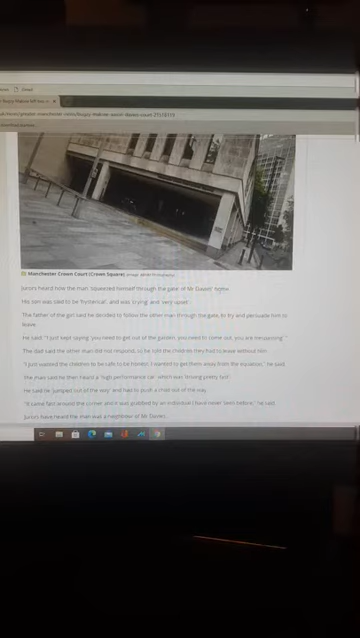 Gmail
Manchester Crown Court (Crown Square)
Jurors heard how the man 'squeezed himself through the gate' of Mr Davies' home.
His son was said to be 'hysterical', and was 'crying' and 'very upset'.
The father of the girl said he decided to follow the other man through the gate, to try and persuade him to
leave.
He said: "I just kept saying 'you need to get out of the garden, you need to come out, you are trespassing'."
The dad said the other man did not respond, so he told the children they had to leave without him.
"I just wanted the children to be safe to be honest, I wanted to get them away from the situation," he said.
The man said he then heard a 'high performance car' which was 'driving pretty fast'.
He said he 'jumped out of the way' and has to push a man out of the way.
"It came fast around the corner and it was grabbed by an individual I have never seen before," he said.
Jurors have heard the man was a neighbour of Mr Davies.